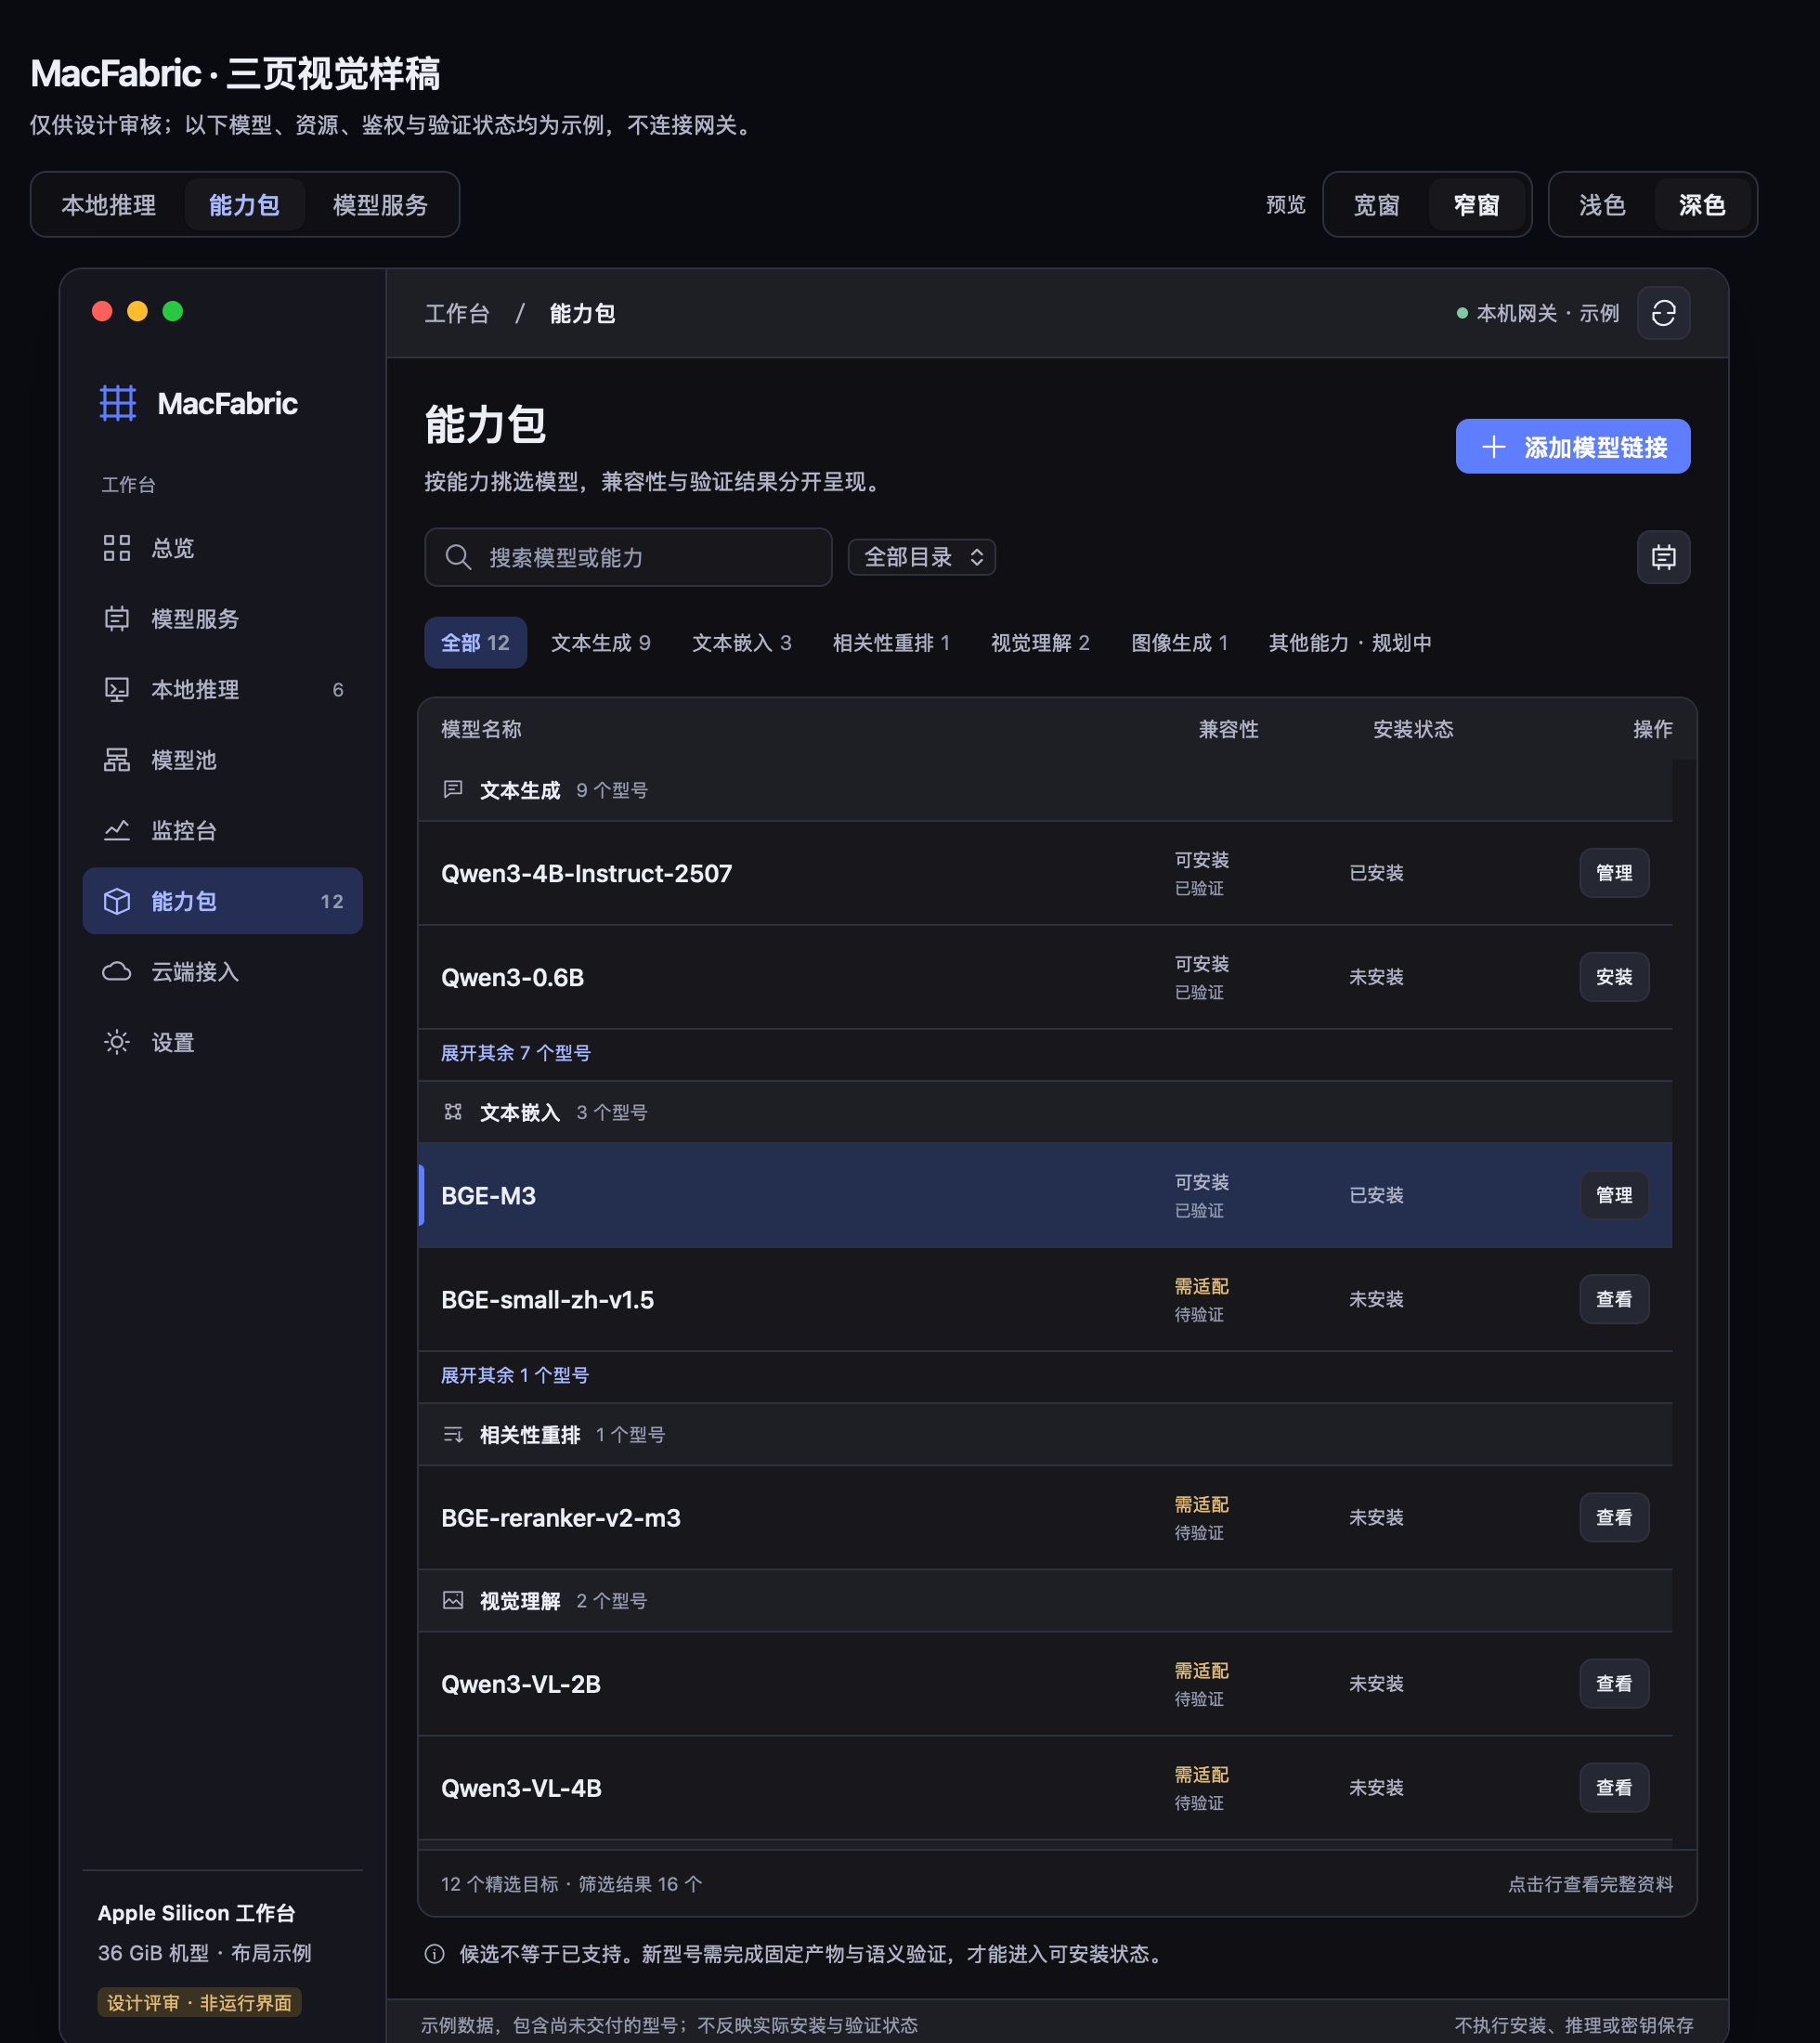 MacFabric · 三页视觉样稿
仅供设计审核；以下模型、资源、鉴权与验证状态均为示例，不连接网关。
本地推理 能力包 模型服务
预览 宽窗 窄窗 浅色 深色
MacFabric
工作台
总览
模型服务
本地推理 6
模型池
监控台
能力包 12
云端接入
设置
Apple Silicon 工作台
36 GiB 机型 · 布局示例
设计评审 · 非运行界面
工作台 / 能力包
本机网关 · 示例
能力包
按能力挑选模型，兼容性与验证结果分开呈现。
添加模型链接
搜索模型或能力
全部目录
全部 12 文本生成 9 文本嵌入 3 相关性重排 1 视觉理解 2 图像生成 1 其他能力 · 规划中
模型名称 兼容性 安装状态 操作
文本生成 9 个型号
Qwen3-4B-Instruct-2507 可安装 已安装 管理
已验证
Qwen3-0.6B 可安装 未安装 安装
已验证
展开其余 7 个型号
文本嵌入 3 个型号
BGE-M3 可安装 已安装 管理
已验证
BGE-small-zh-v1.5 需适配 未安装 查看
待验证
展开其余 1 个型号
相关性重排 1 个型号
BGE-reranker-v2-m3 需适配 未安装 查看
待验证
视觉理解 2 个型号
Qwen3-VL-2B 需适配 未安装 查看
待验证
Qwen3-VL-4B 需适配 未安装 查看
待验证
12 个精选目标 · 筛选结果 16 个 点击行查看完整资料
候选不等于已支持。新型号需完成固定产物与语义验证，才能进入可安装状态。
示例数据，包含尚未交付的型号；不反映实际安装与验证状态 不执行安装、推理或密钥保存